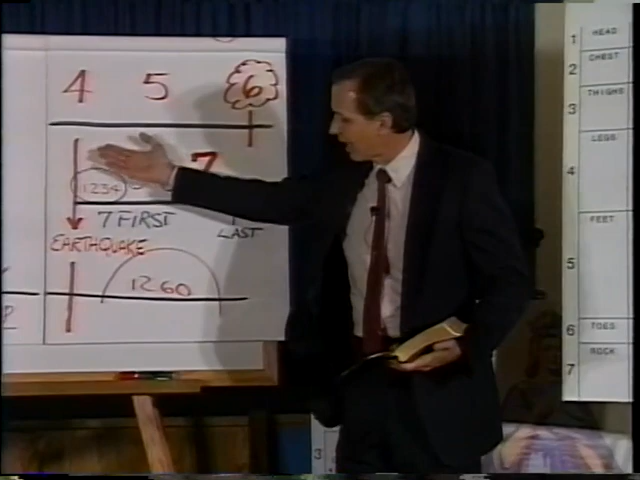 4 5 6
7
1234
7 FIRST
LAST
EARTHQUAKE
1260
1 HEAD
2 CHEST
3 THIGHS
LEGS
4
FEET
5
6 TOES
ROCK
7
3